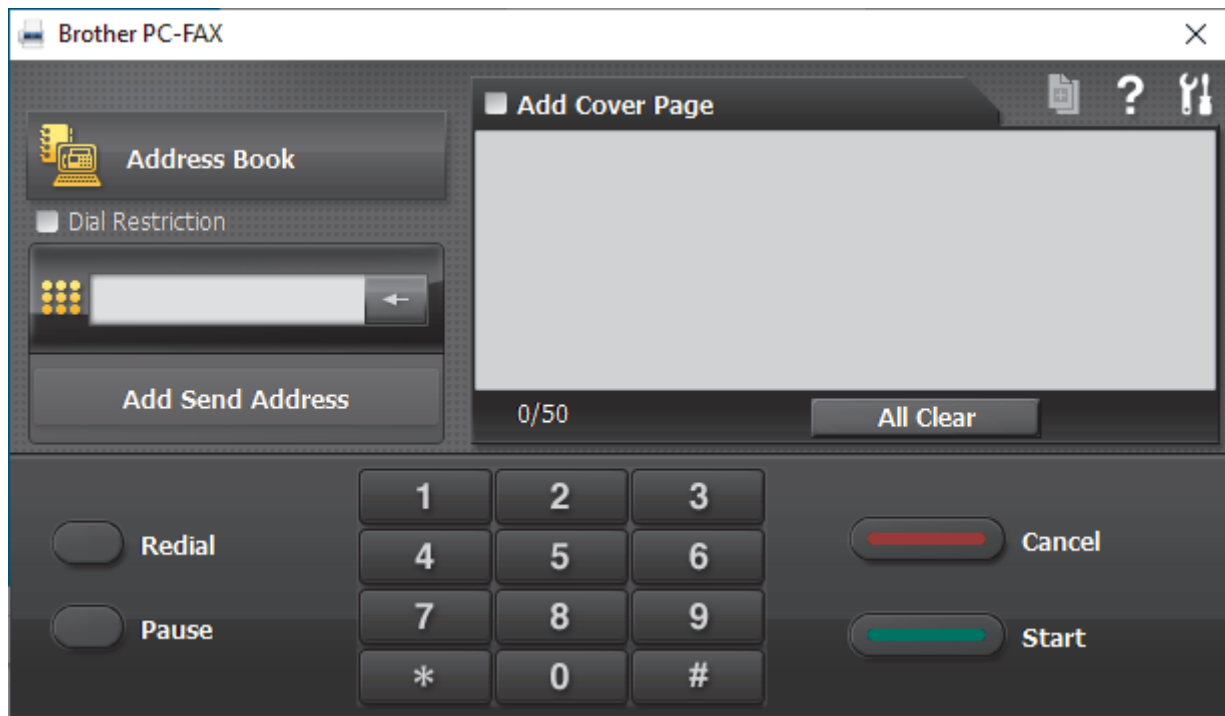 Brother PC-FAX
Add Cover Page
?
Address Book
Dial Restriction
Add Send Address
0/50
All Clear
1 2 3
4 5 6
7 8 9
* 0 #
Redial
Pause
Cancel
Start